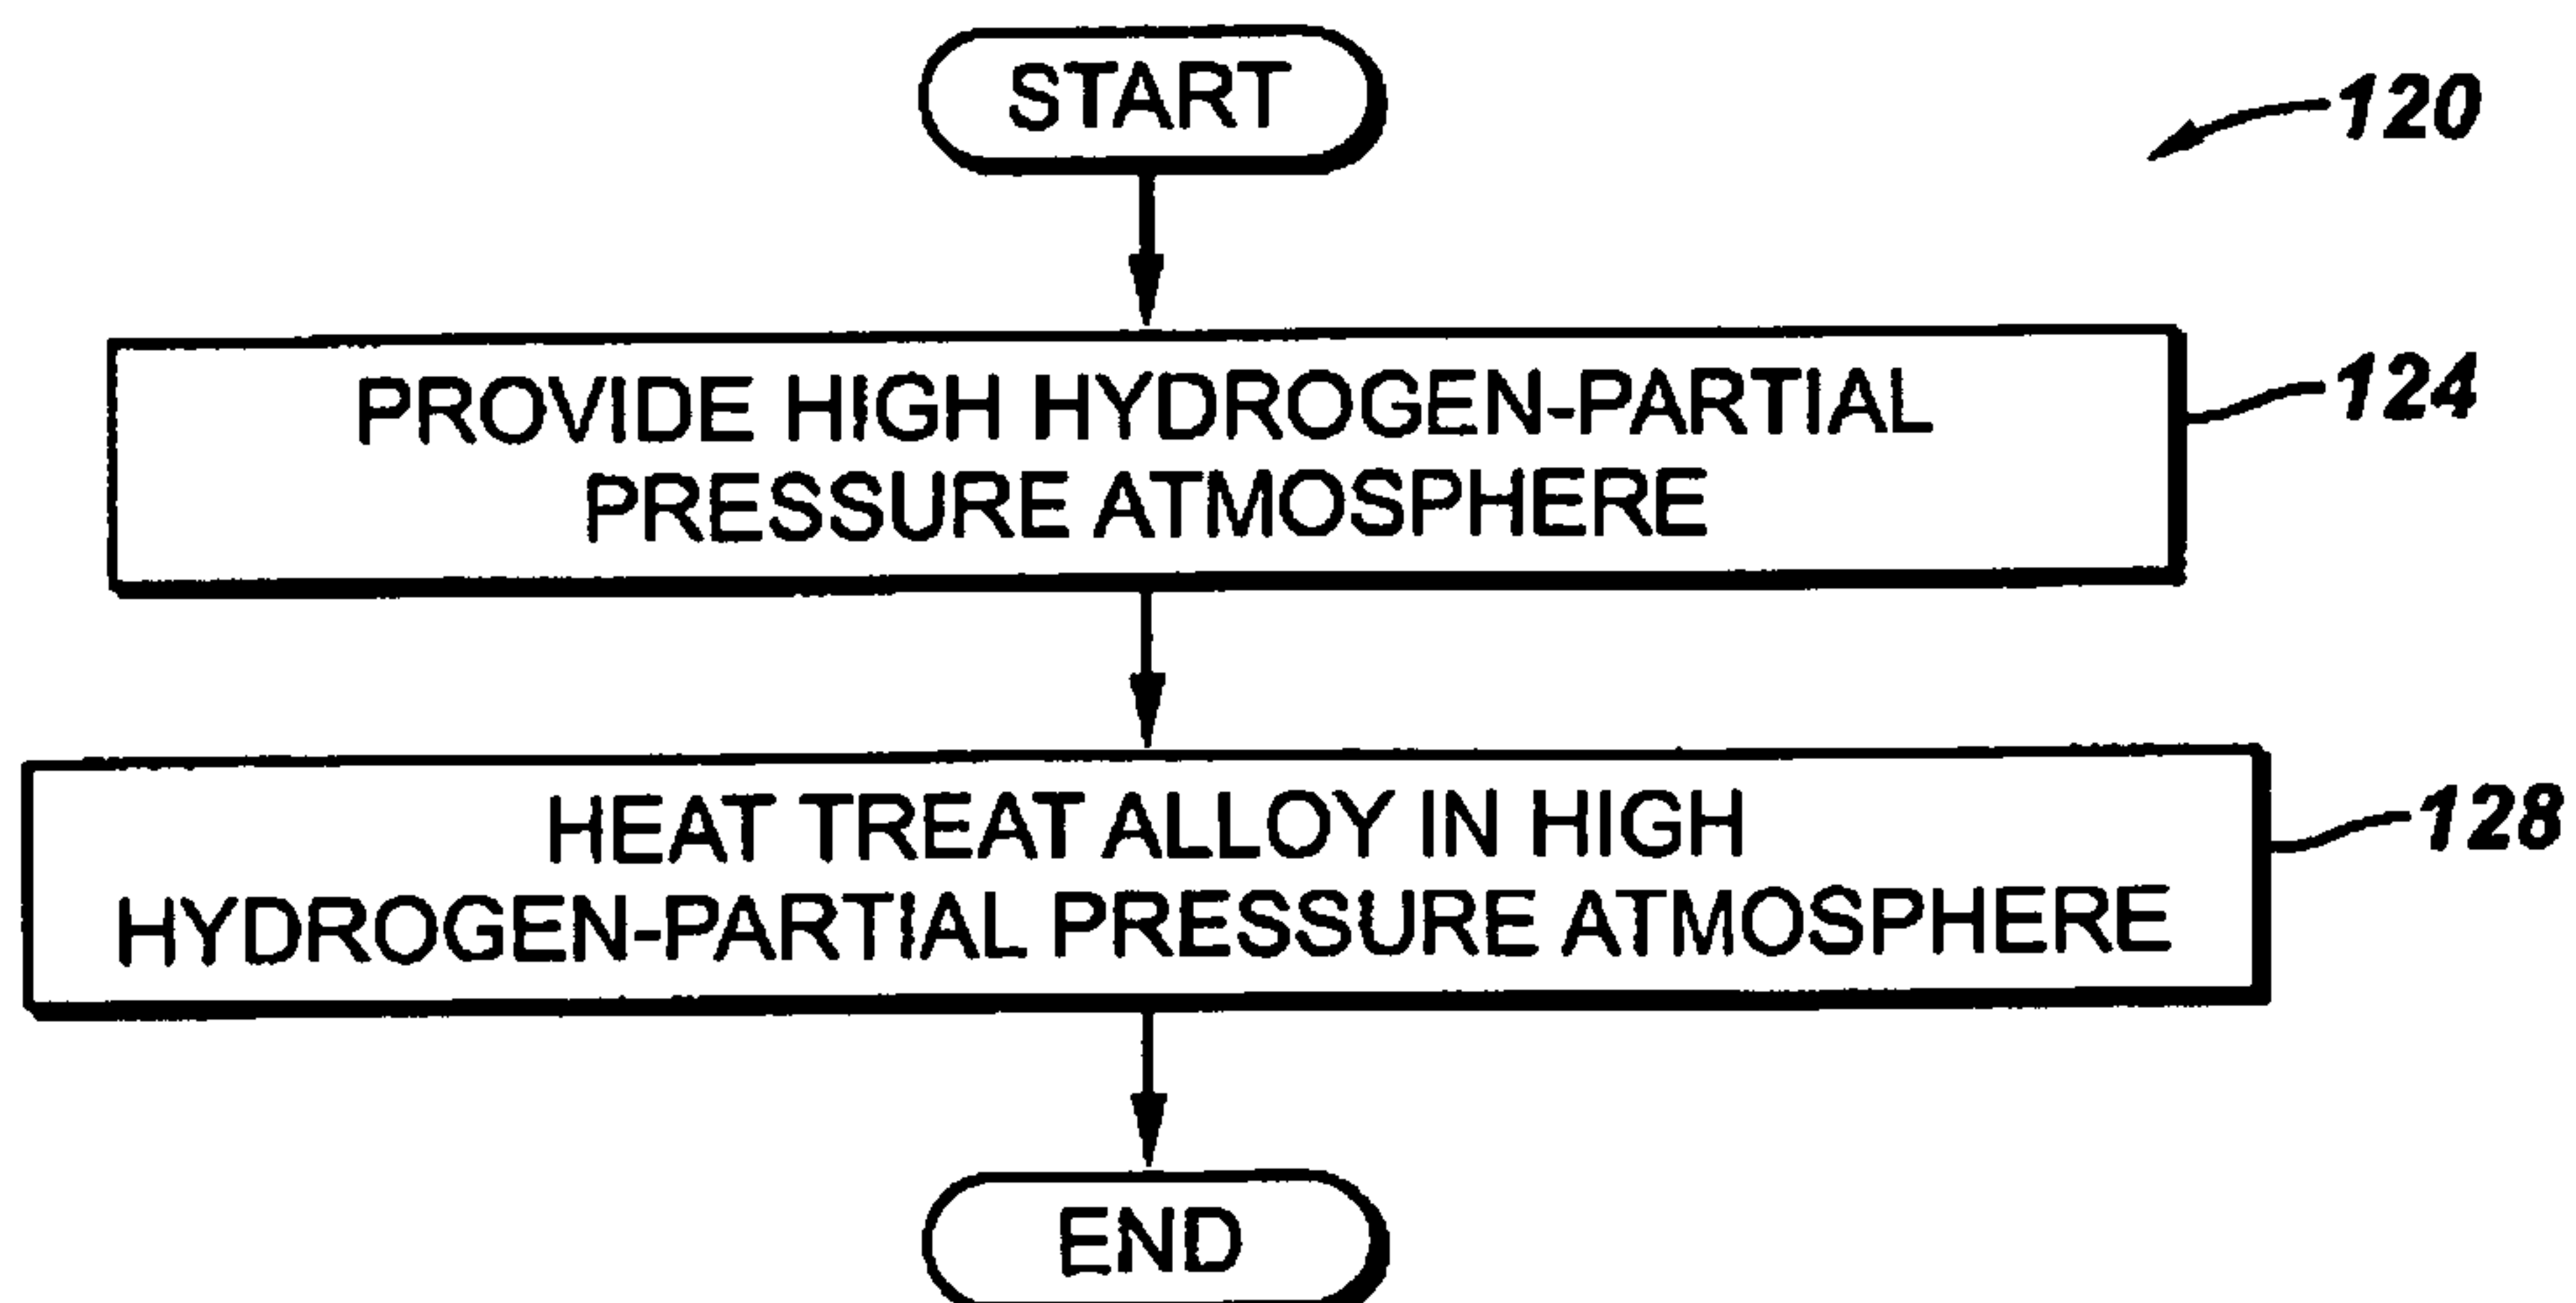 START
120
PROVIDE HIGH HYDROGEN-PARTIAL
PRESSURE ATMOSPHERE
124
HEAT TREAT ALLOY IN HIGH
HYDROGEN-PARTIAL PRESSURE ATMOSPHERE
128
END